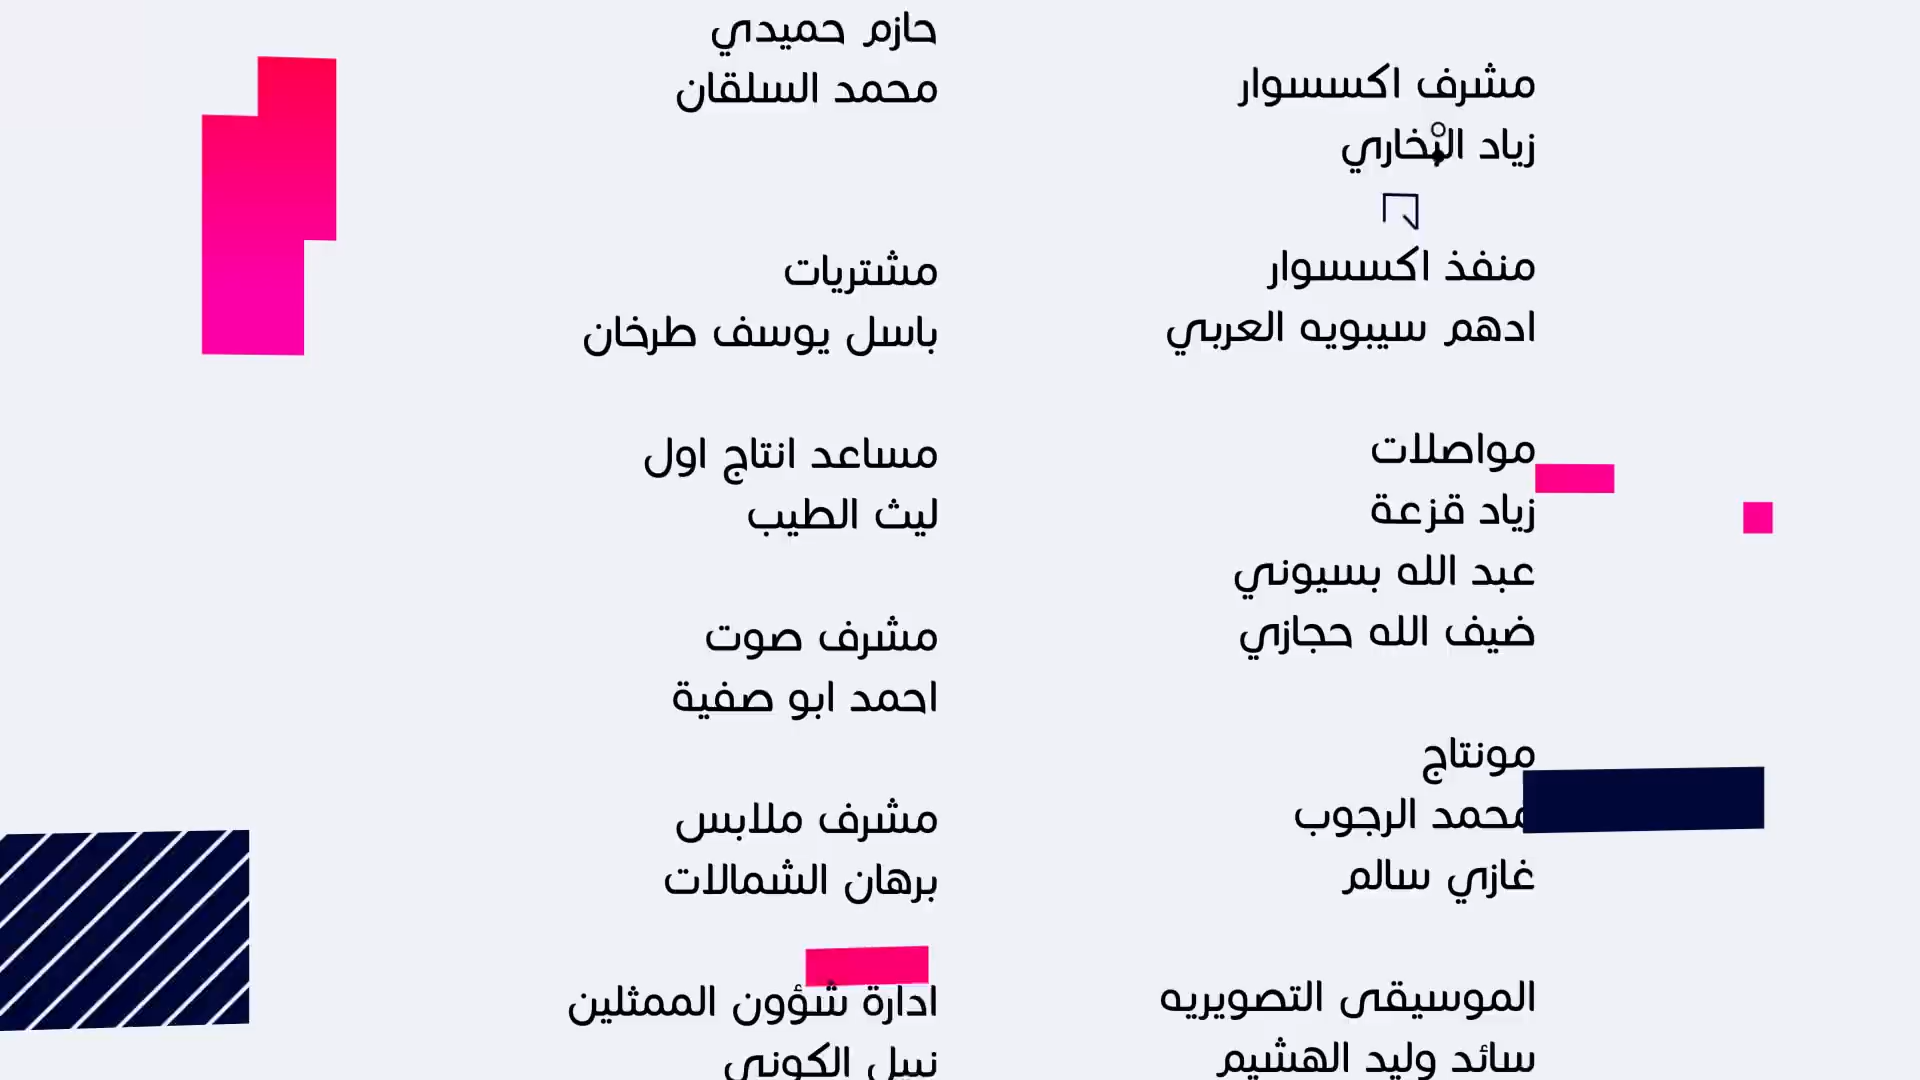 مشرف اكسسوار
زياد البخاري
منفذ اكسسوار
ادهم سيبويه العربي
مواصلات
زياد قزعة
عبد الله بسيوني
ضيف الله حجازي
مونتاج
محمد الرجوب
غازي سالم
الموسيقى التصويريه
سائد وليد الهشيم
حازم حميدي
محمد السلقان
مشتريات
باسل يوسف طرخان
مساعد انتاج اول
ليث الطيب
مشرف صوت
احمد ابو صفية
مشرف ملابس
برهان الشمالات
ادارة شؤون الممثلين
نبيل الكوني